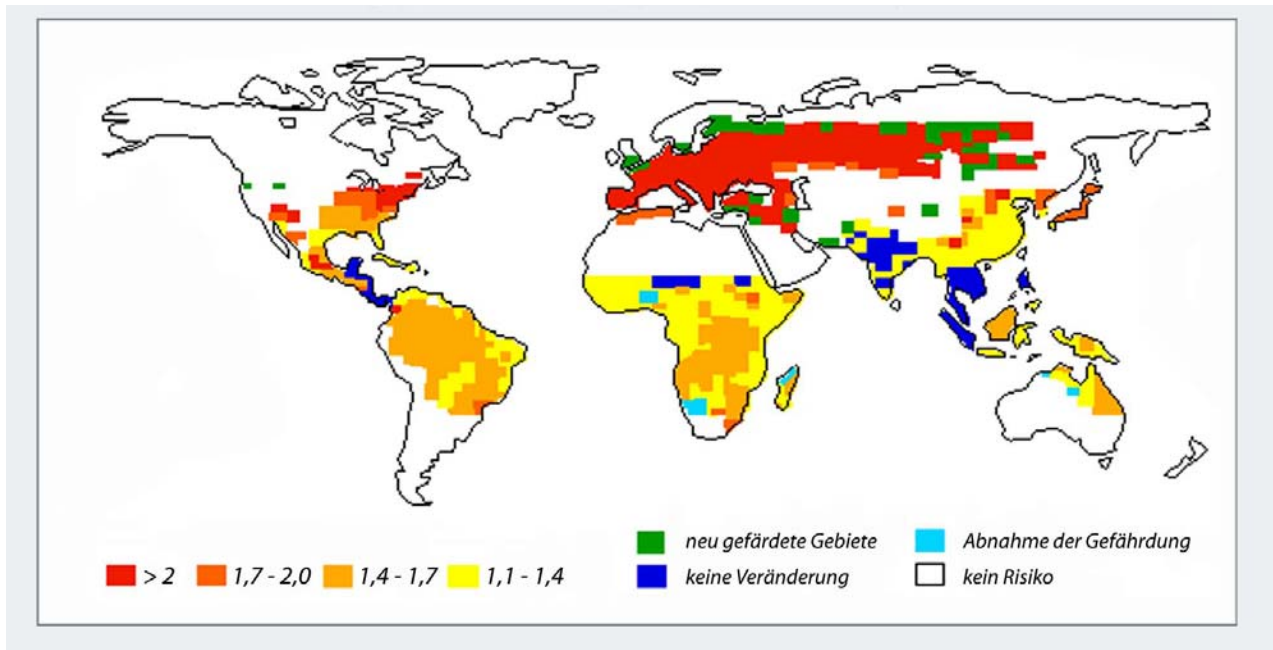 neu gefärdete Gebiete
Abnahme der Gefährdung
> 2
1,7 - 2,0
1,4 - 1,7
1,1 - 1,4
keine Veränderung
kein Risiko